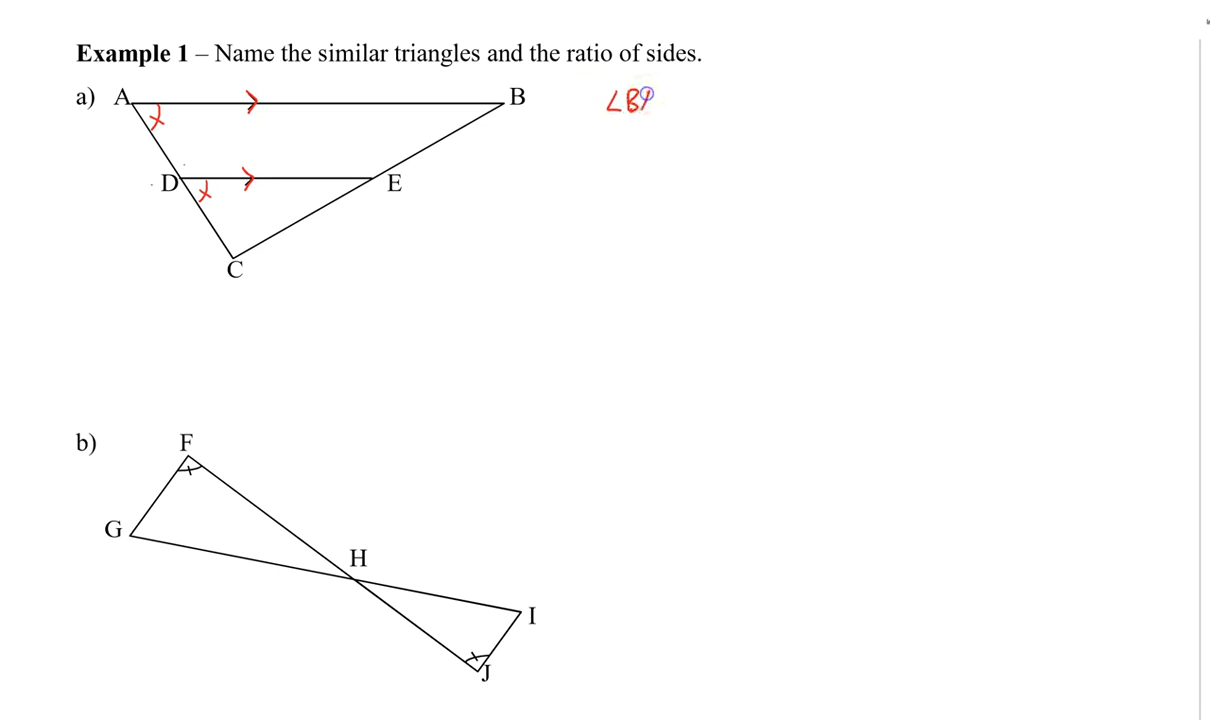 Example 1 – Name the similar triangles and the ratio of sides.
a) A B ∠B
D E
C
b) F
G
H
I
J